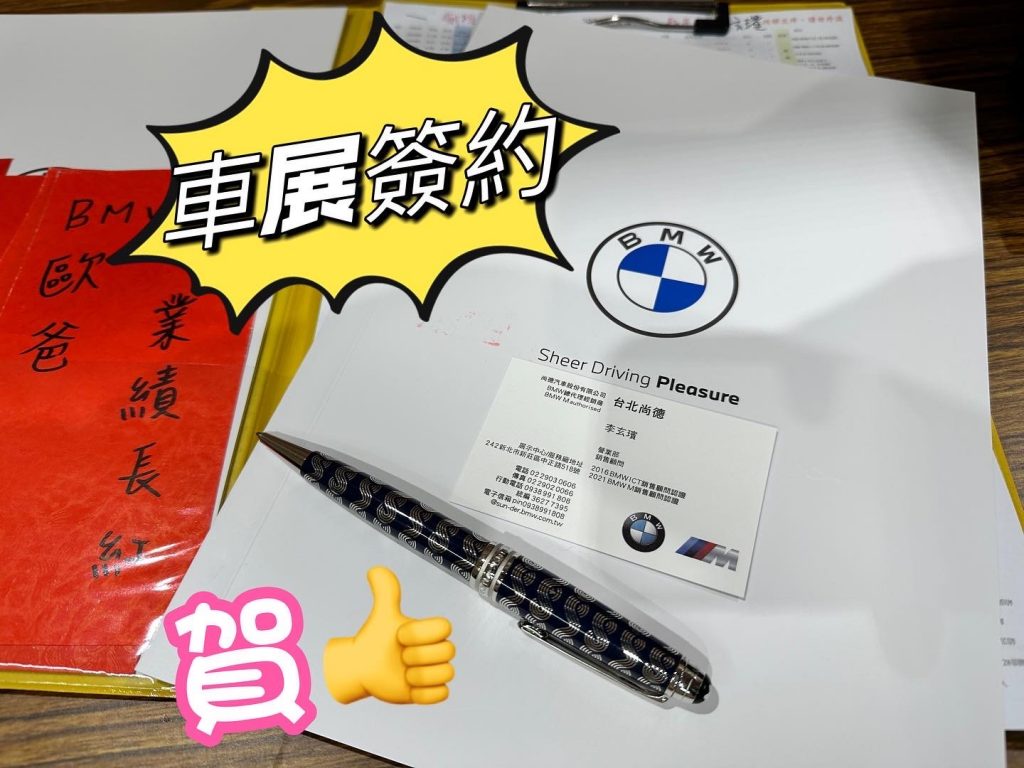 車展簽約
BMW
歐爸
業績長紅
BMW
Sheer Driving Pleasure
尚德汽車股份有限公司
BMW總代理經銷商
BMW M authorised
台北尚德
李玄璸
營業部
銷售顧問
2016 BMW ICT銷售顧問認證
2021 BMW M銷售顧問認證
展示中心/服務廠地址
242新北市新莊區中正路518號
電話 02 2903 0606
傳真 02 2902 0066
行動電話 0938 991 808
統編 3627 7395
電子信箱 pin0938991808
@sun-der.bmw.com.tw
BMW
M
賀